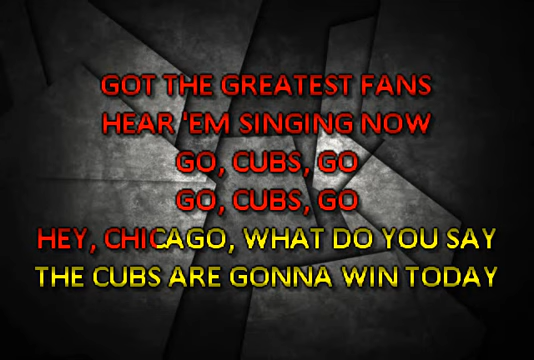 GOT THE GREATEST FANS
HEAR 'EM SINGING NOW
GO, CUBS, GO
GO, CUBS, GO
HEY, CHICAGO, WHAT DO YOU SAY
THE CUBS ARE GONNA WIN TODAY